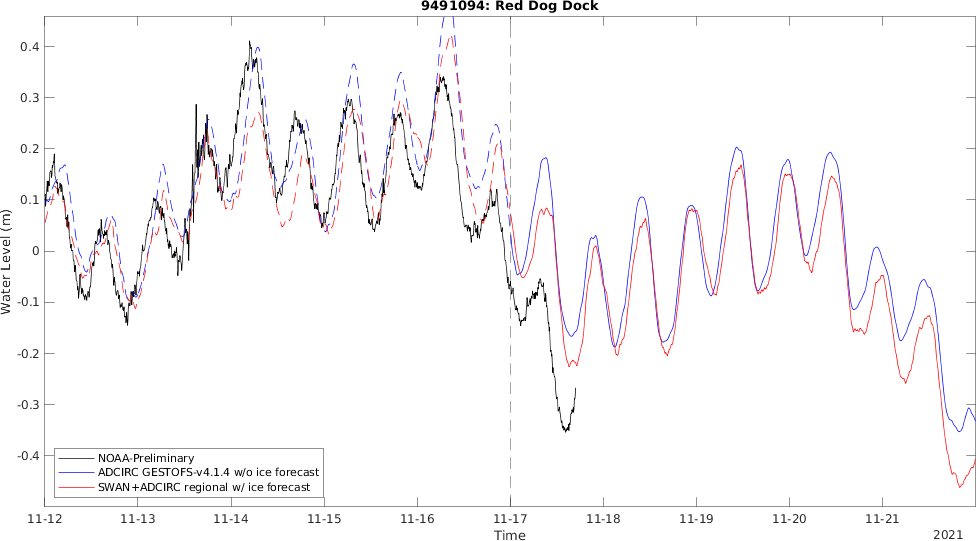 9491094: Red Dog Dock
Water Level (m)
0.4
0.3
0.2
0.1
0
-0.1
-0.2
-0.3
-0.4
NOAA-Preliminary
ADCIRC GESTOFS-v4.1.4 w/o ice forecast
SWAN+ADCIRC regional w/ ice forecast
11-12 11-13 11-14 11-15 11-16 11-17 11-18 11-19 11-20 11-21
Time
2021